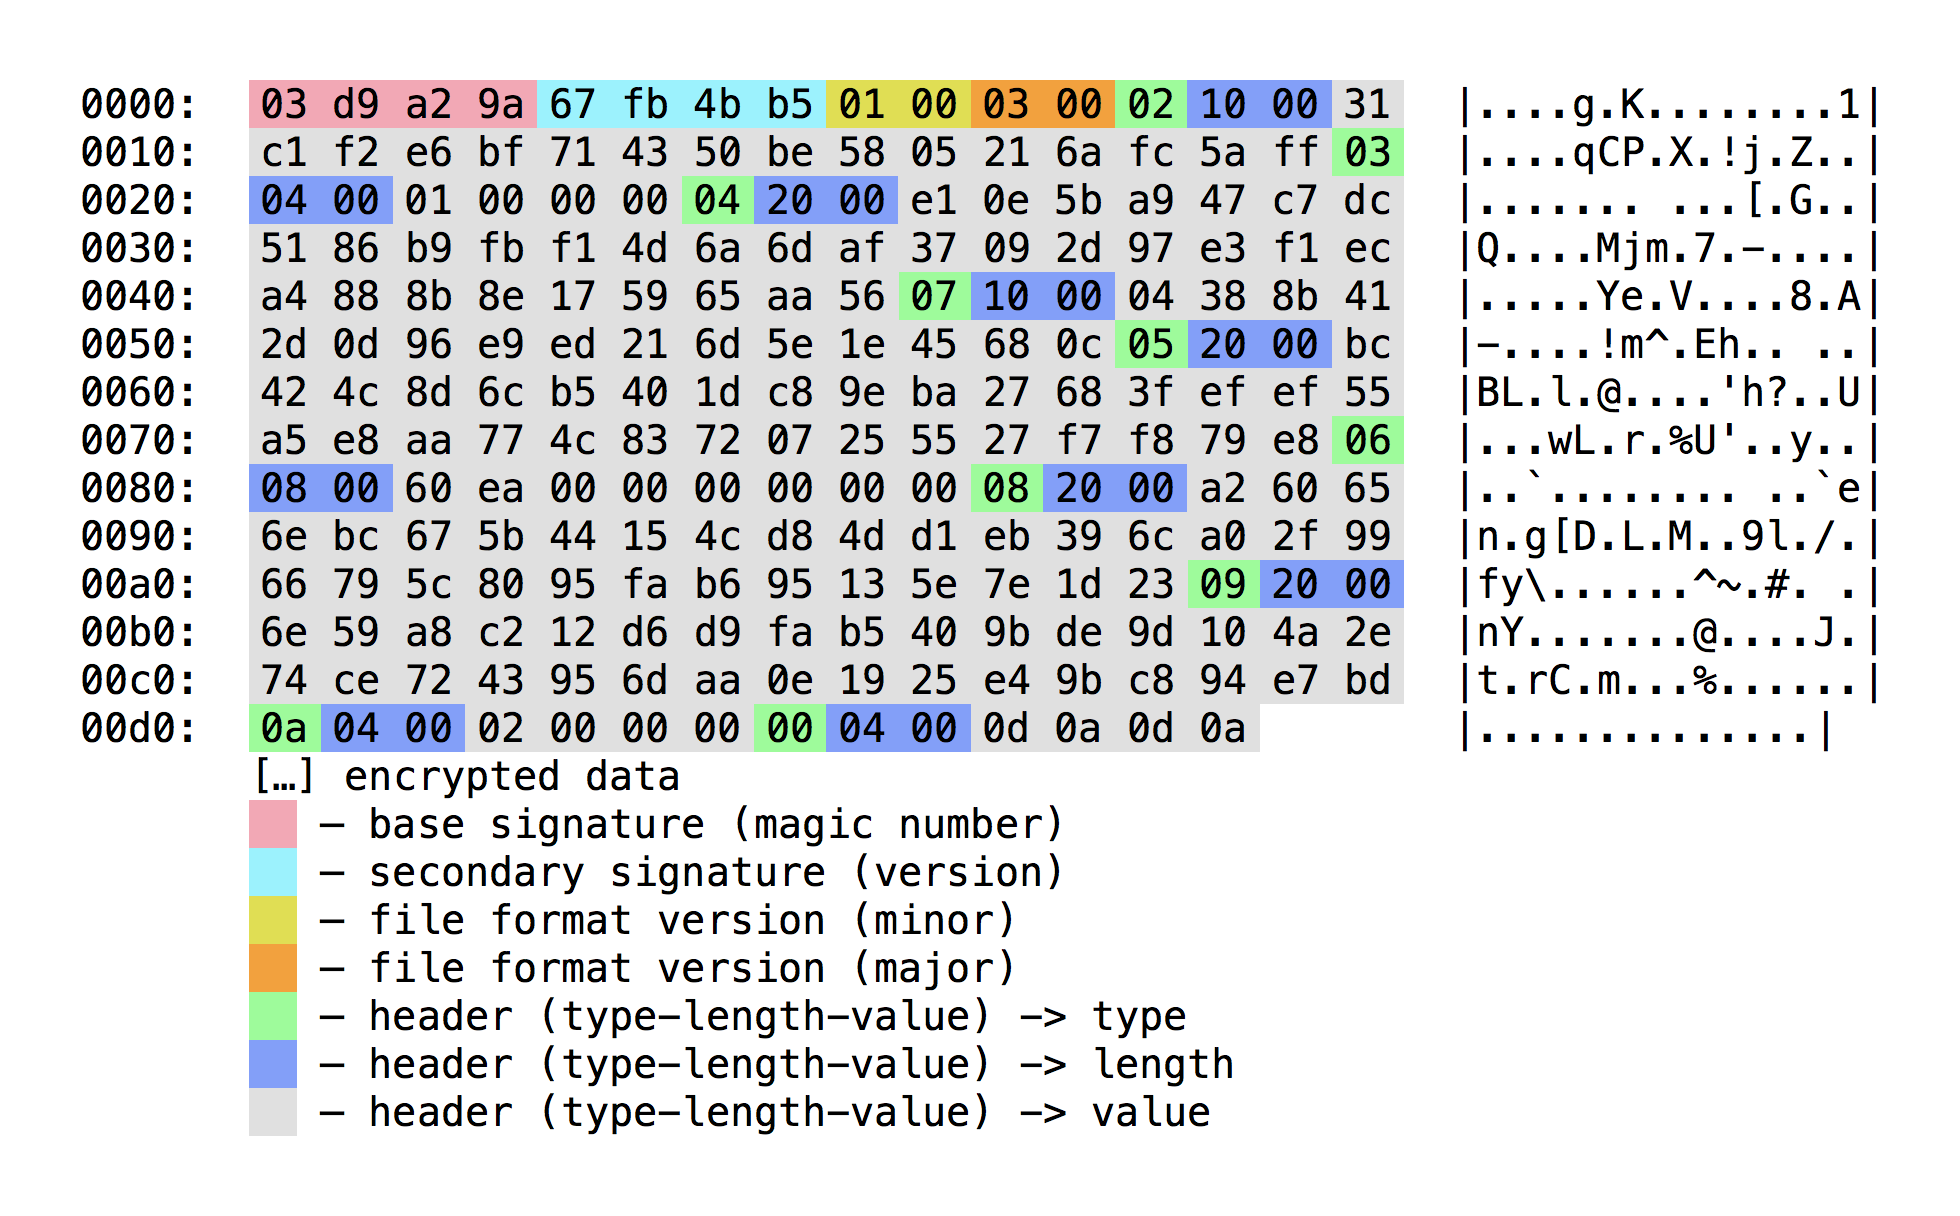 0000: 03 d9 a2 9a 67 fb 4b b5 01 00 03 00 02 10 00 31 |....g.K........1|
0010: c1 f2 e6 bf 71 43 50 be 58 05 21 6a fc 5a ff 03 |....qCP.X.!j.Z..|
0020: 04 00 01 00 00 00 04 20 00 e1 0e 5b a9 47 c7 dc |....... ...[.G..|
0030: 51 86 b9 fb f1 4d 6a 6d af 37 09 2d 97 e3 f1 ec |Q....Mjm.7.-....|
0040: a4 88 8b 8e 17 59 65 aa 56 07 10 00 04 38 8b 41 |.....Ye.V....8.A|
0050: 2d 0d 96 e9 ed 21 6d 5e 1e 45 68 0c 05 20 00 bc |-....!m^.Eh.. ..|
0060: 42 4c 8d 6c b5 40 1d c8 9e ba 27 68 3f ef ef 55 |BL.l.@....'h?..U|
0070: a5 e8 aa 77 4c 83 72 07 25 55 27 f7 f8 79 e8 06 |...wL.r.%U'..y..|
0080: 08 00 60 ea 00 00 00 00 00 00 08 20 00 a2 60 65 |..`........ ..`e|
0090: 6e bc 67 5b 44 15 4c d8 4d d1 eb 39 6c a0 2f 99 |n.g[D.L.M..9l./.|
00a0: 66 79 5c 80 95 fa b6 95 13 5e 7e 1d 23 09 20 00 |fy\......^~.#. .|
00b0: 6e 59 a8 c2 12 d6 d9 fa b5 40 9b de 9d 10 4a 2e |nY.......@....J.|
00c0: 74 ce 72 43 95 6d aa 0e 19 25 e4 9b c8 94 e7 bd |t.rC.m...%......|
00d0: 0a 04 00 02 00 00 00 00 04 00 0d 0a 0d 0a |..............|
[…] encrypted data
– base signature (magic number)
– secondary signature (version)
– file format version (minor)
– file format version (major)
– header (type-length-value) -> type
– header (type-length-value) -> length
– header (type-length-value) -> value